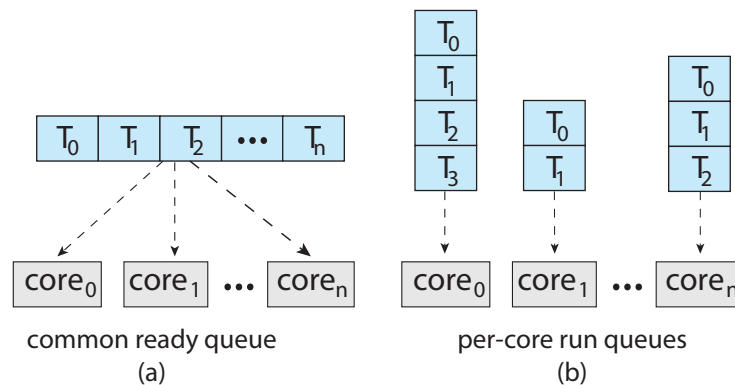 T0 T1 T2 ••• Tn
core0 core1 ••• coren
common ready queue
(a)
T0
T1
T2
T3
T0
T1
T0
T1
T2
core0 core1 ••• coren
per-core run queues
(b)